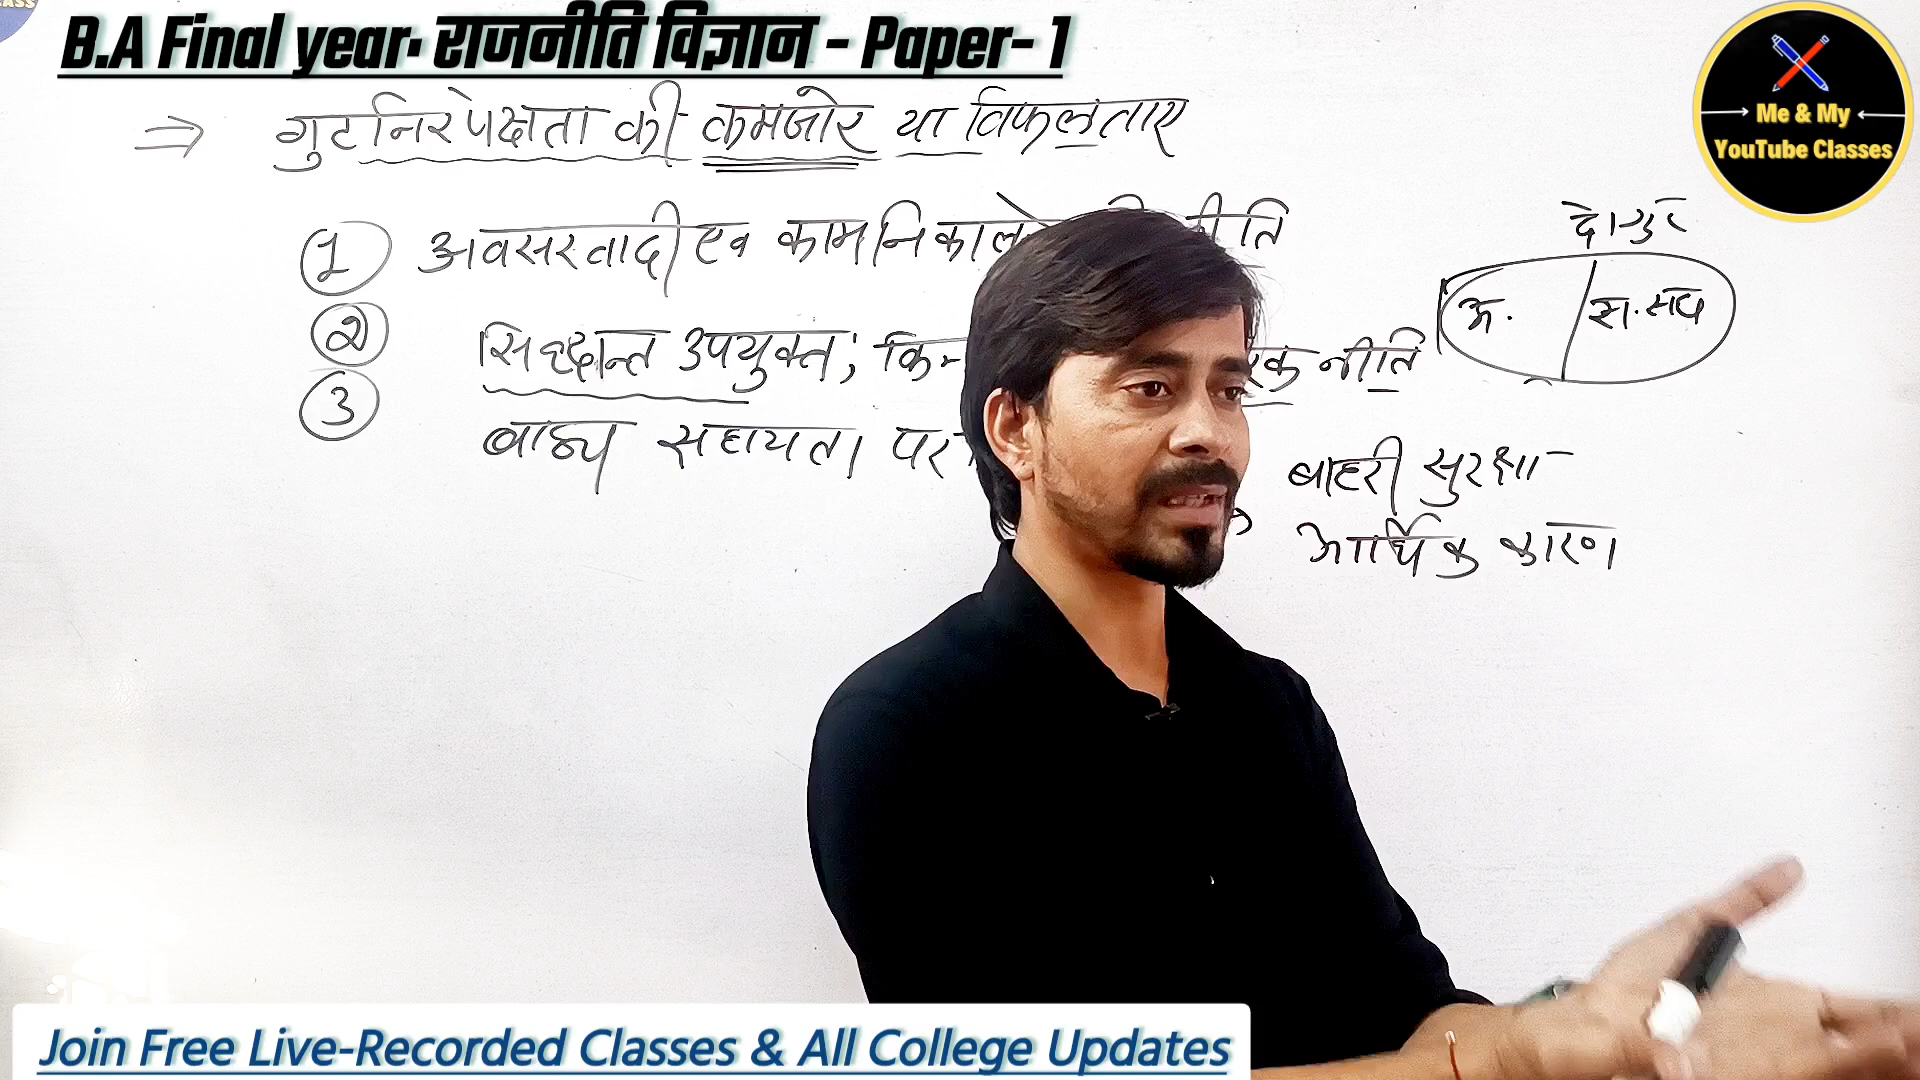 B.A Final year. राजनीति विज्ञान - Paper- 1
⇒ गुटनिरपेक्षता की कमजोर या विफलताए
1 अवसरवादी एव काम निकालने नीति
2 सिध्दान्त उपयुक्त; नीति
3 बाह्य सहायता पर
दो गुट
अ. | स. संघ
बाहरी सुरक्षा
आर्थिक कारण
Me & My
YouTube Classes
Join Free Live-Recorded Classes & All College Updates